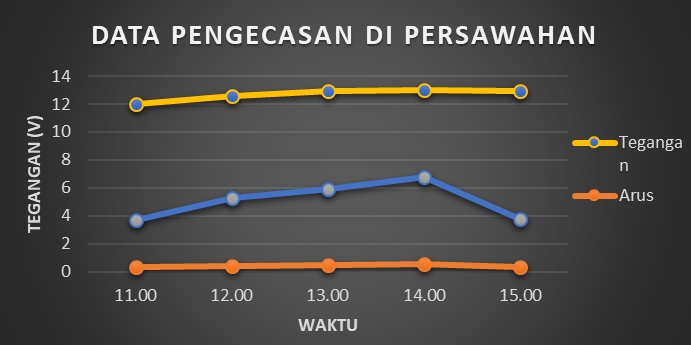 DATA PENGECASAN DI PERSAWAHAN
14
12
10
8
6
4
2
0
TEGANGAN (V)
11.00 12.00 13.00 14.00 15.00
WAKTU
Teganga
n
Arus